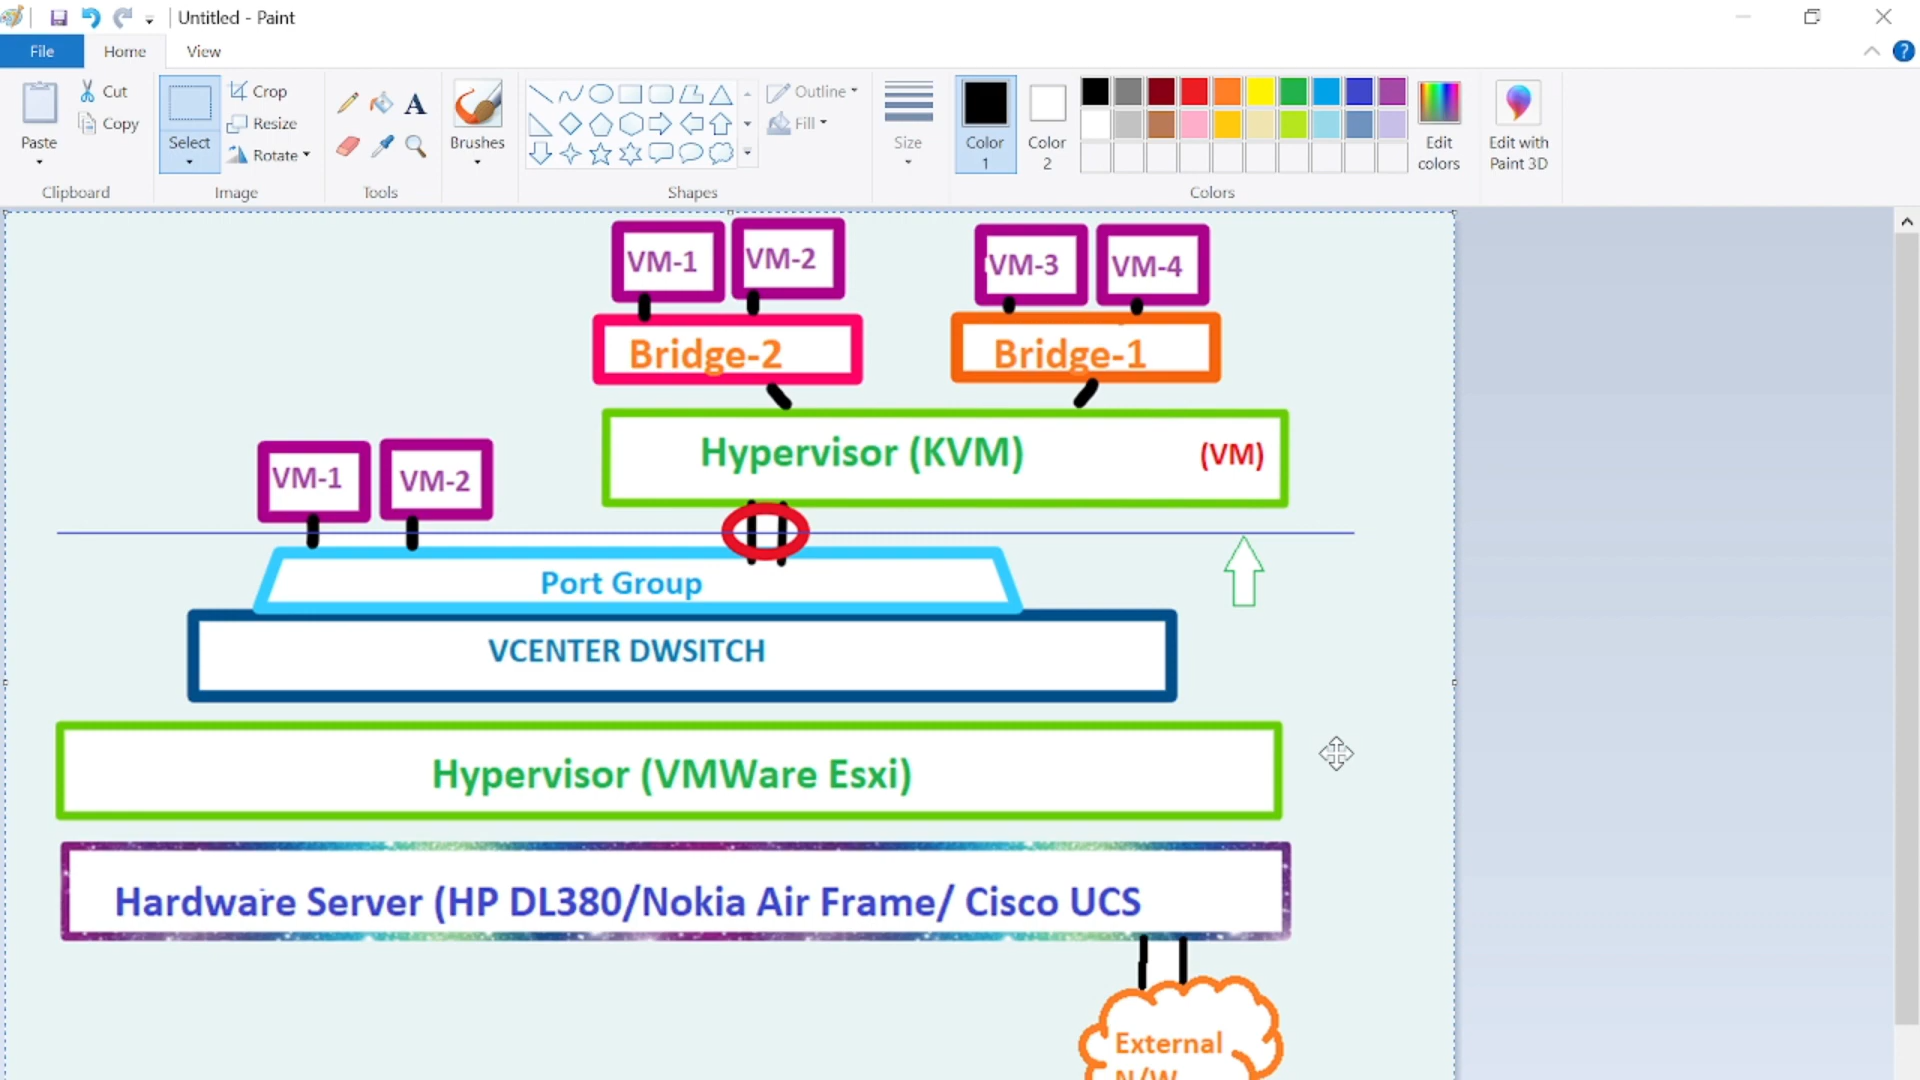 Untitled - Paint
File
Home
View
Paste
Cut
Copy
Clipboard
Select
Crop
Resize
Rotate
Image
A
Tools
Brushes
Shapes
Outline
Fill
Size
Color
1
Color
2
Colors
Edit
colors
Edit with
Paint 3D
?
VM-1
VM-2
VM-3
VM-4
Bridge-2
Bridge-1
Hypervisor (KVM)
(VM)
VM-1
VM-2
Port Group
VCENTER DWSITCH
Hypervisor (VMWare Esxi)
Hardware Server (HP DL380/Nokia Air Frame/ Cisco UCS
External
N/W